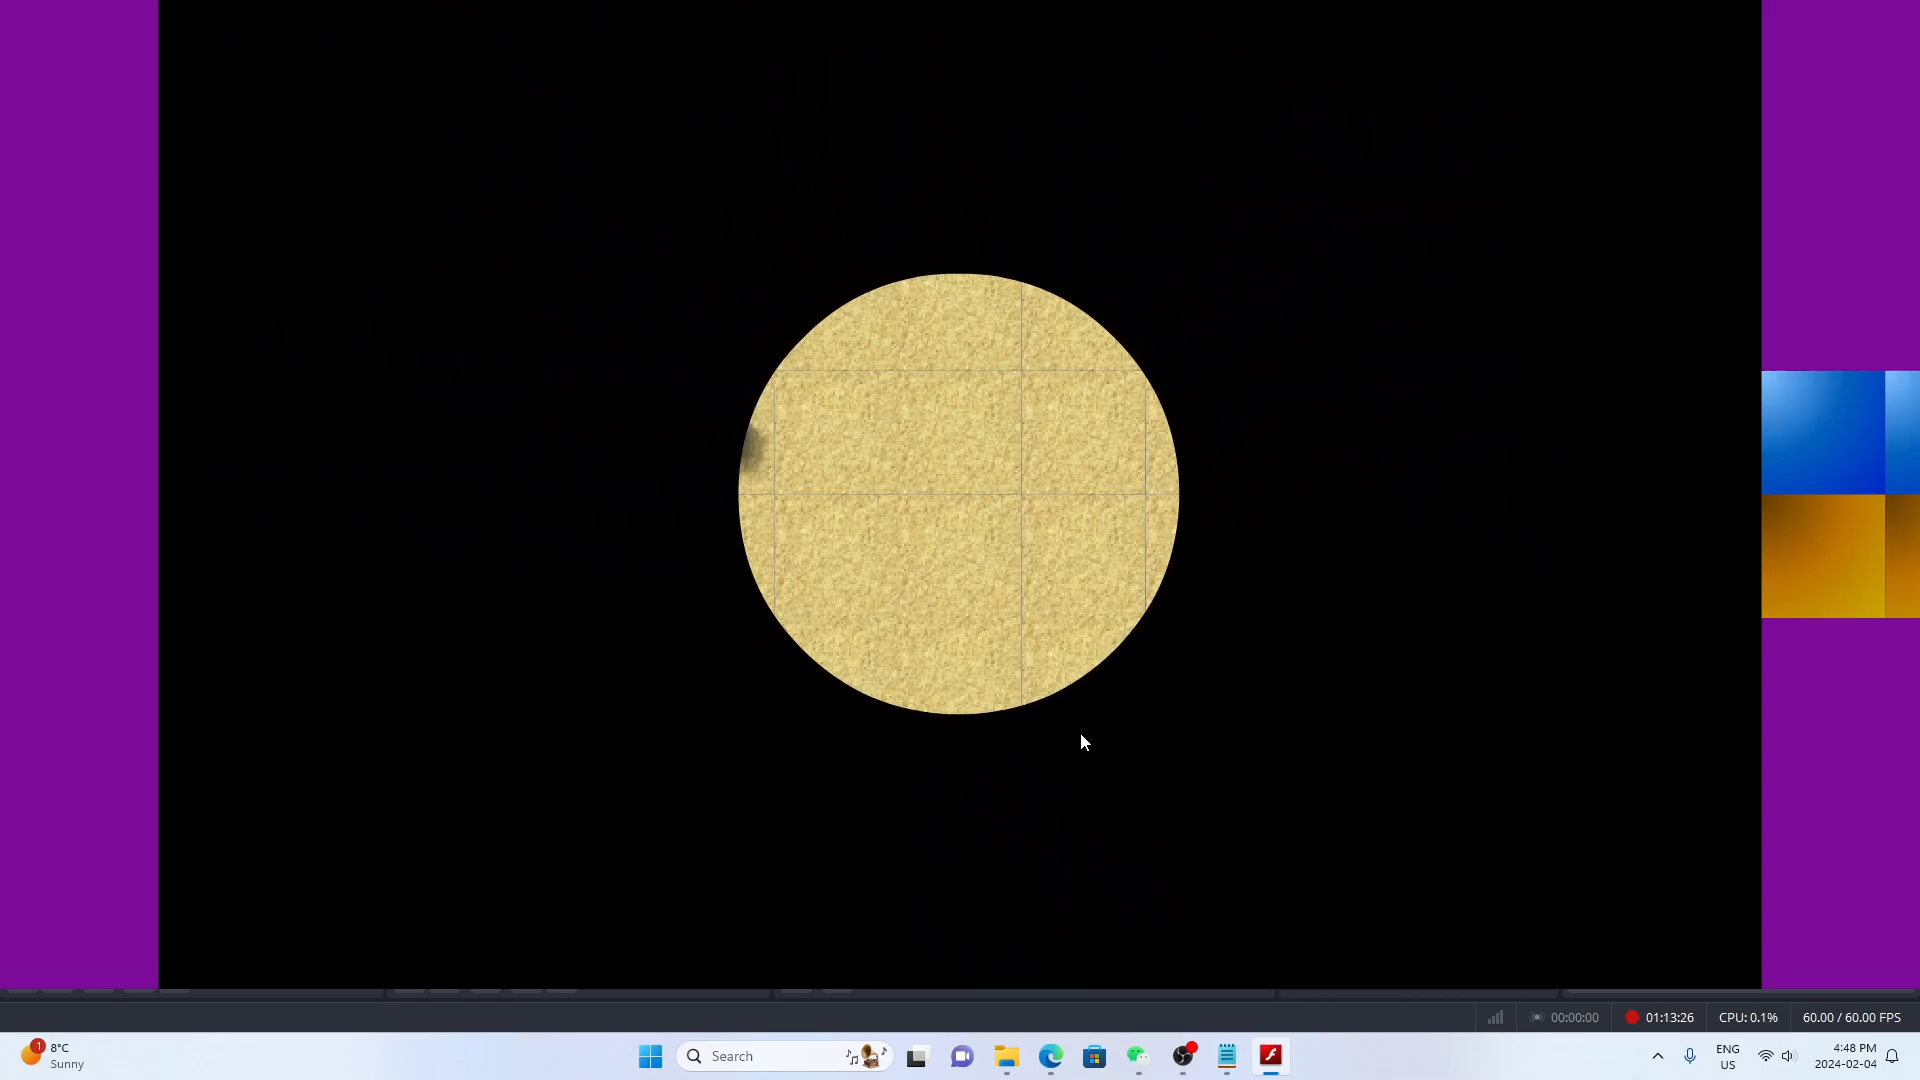 00:00:00
01:13:26
CPU: 0.1%
60.00 / 60.00 FPS
1
8°C
Sunny
Search
ENG
US
4:48 PM
2024-02-04